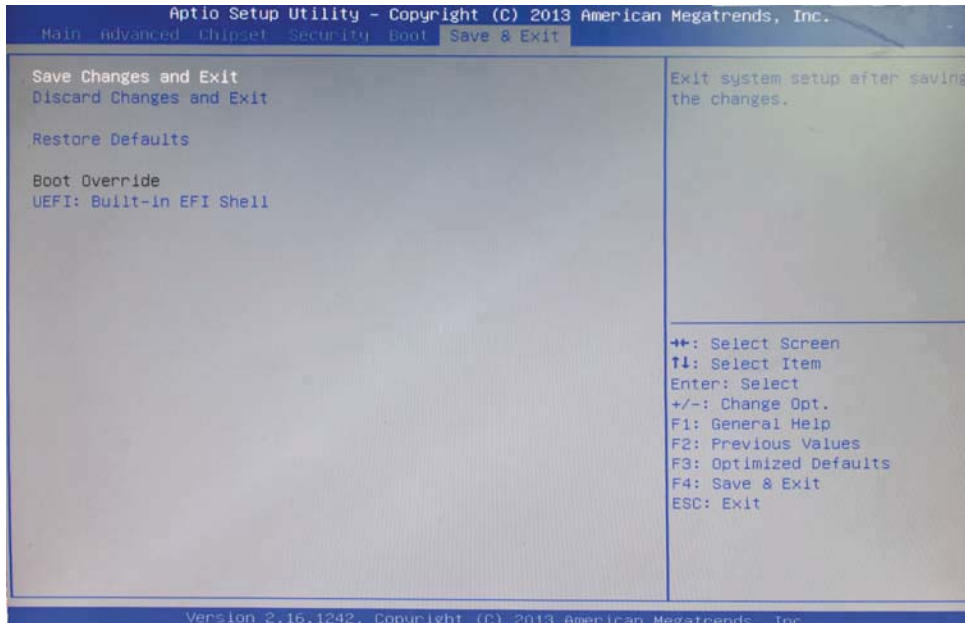 Aptio Setup Utility - Copyright (C) 2013 American Megatrends, Inc.
Main Advanced Chipset Security Boot Save & Exit
Save Changes and Exit
Discard Changes and Exit
Restore Defaults
Boot Override
UEFI: Built-in EFI Shell
Exit system setup after saving
the changes.
→←: Select Screen
↑↓: Select Item
Enter: Select
+/-: Change Opt.
F1: General Help
F2: Previous Values
F3: Optimized Defaults
F4: Save & Exit
ESC: Exit
Version 2.16.1242. Copyright (C) 2013 American Megatrends, Inc.